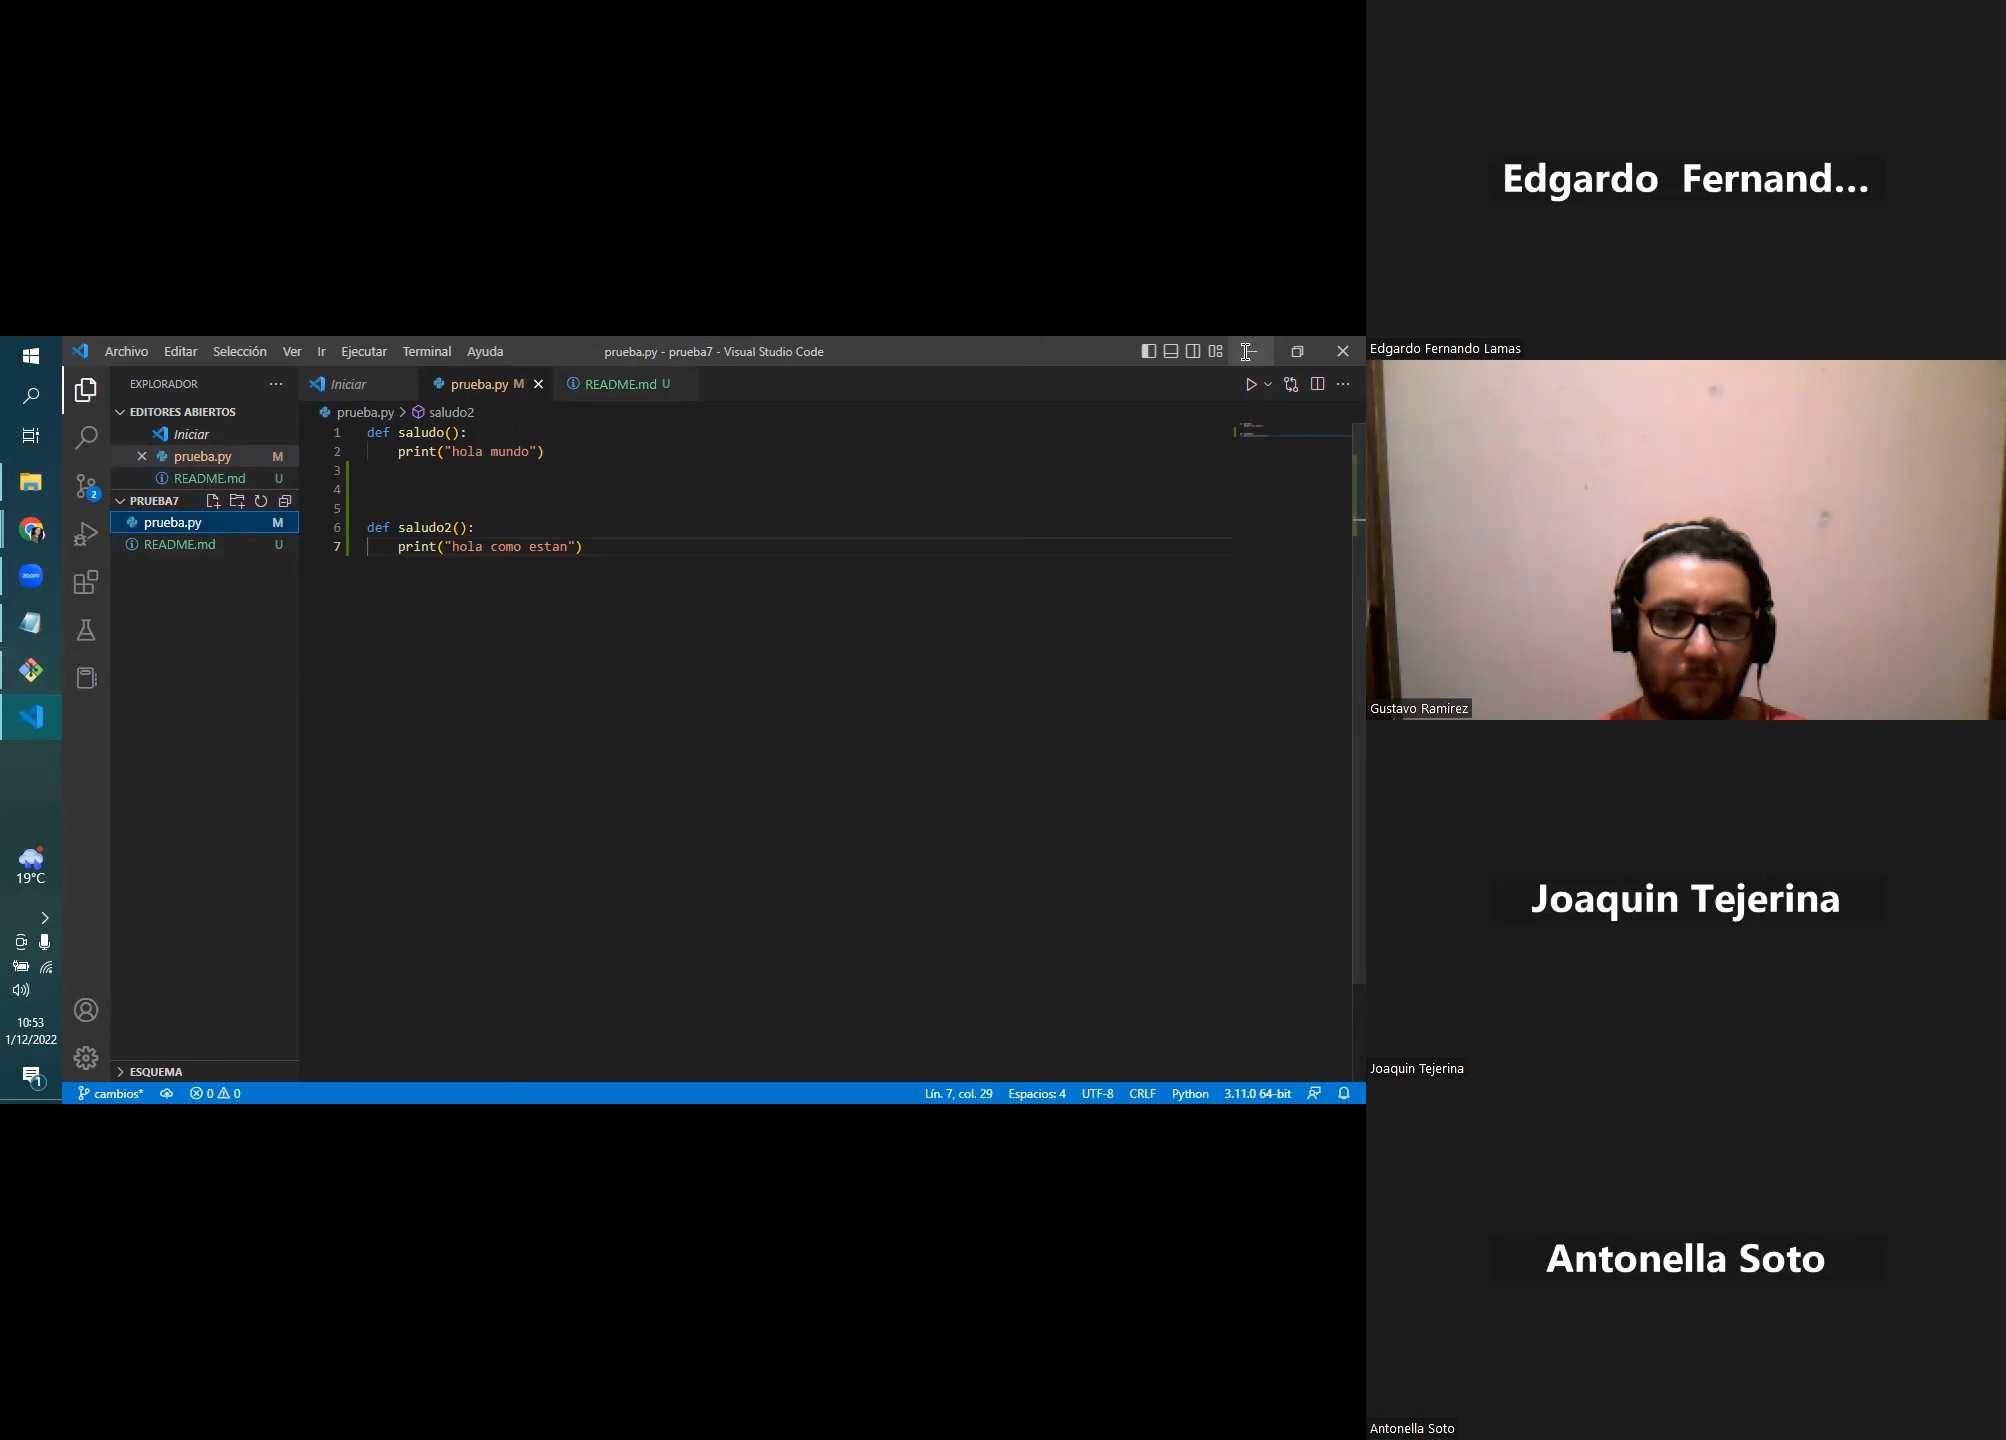 Archivo Editar Selección Ver Ir Ejecutar Terminal Ayuda
prueba.py - prueba7 - Visual Studio Code
EXPLORADOR
Iniciar
prueba.py M
README.md U
EDITORES ABIERTOS
Iniciar
prueba.py M
README.md U
PRUEBA7
prueba.py M
README.md U
ESQUEMA
prueba.py > saludo2
1 def saludo():
2 print("hola mundo")
3
4
5
6 def saludo2():
7 print("hola como estan")
2
zoom
19°C
10:53
1/12/2022
1
cambios* 0 0
Lín. 7, col. 29 Espacios: 4 UTF-8 CRLF Python 3.11.0 64-bit
Edgardo Fernand...
Edgardo Fernando Lamas
Gustavo Ramirez
Joaquin Tejerina
Joaquin Tejerina
Antonella Soto
Antonella Soto